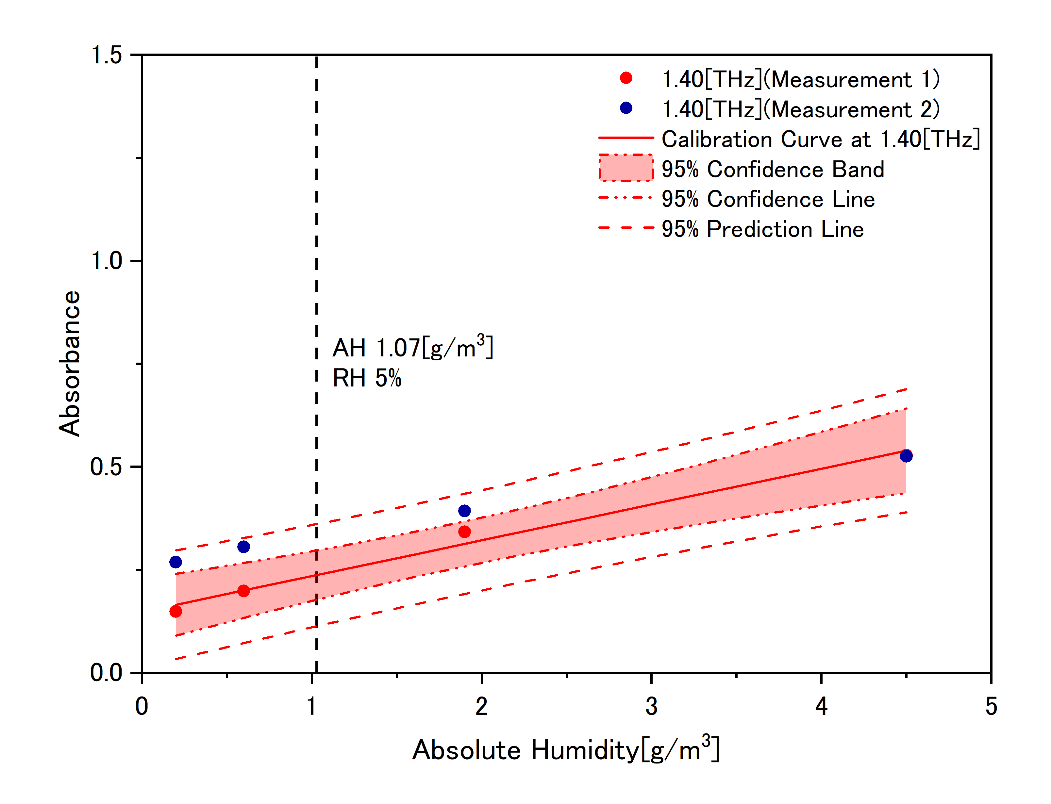 1.5
1.0
0.5
0.0
Absorbance
1.40[THz](Measurement 1)
1.40[THz](Measurement 2)
Calibration Curve at 1.40[THz]
95% Confidence Band
95% Confidence Line
95% Prediction Line
AH 1.07[g/m³]
RH 5%
0 1 2 3 4 5
Absolute Humidity[g/m³]